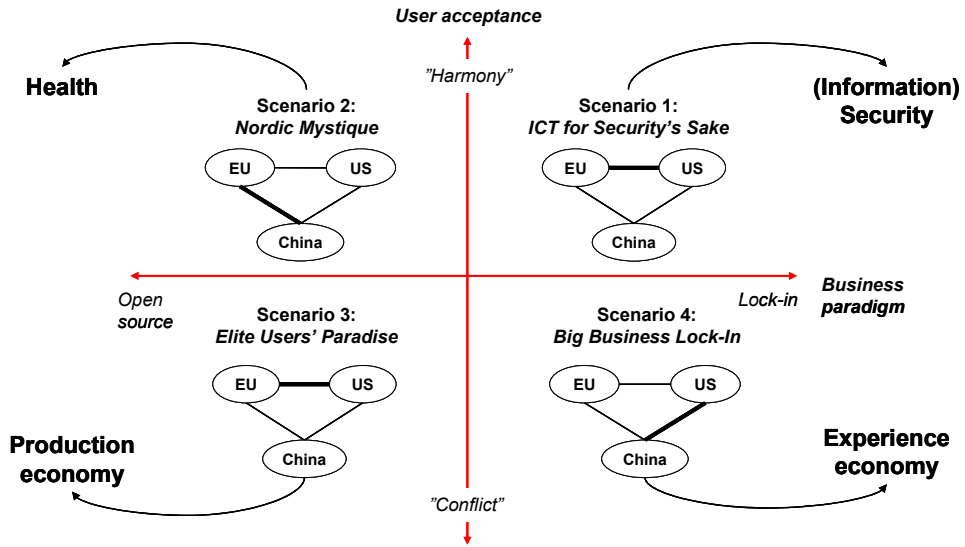 User acceptance
"Harmony"
Health
(Information)
Security
Scenario 2:
Nordic Mystique
EU
US
China
Scenario 1:
ICT for Security's Sake
EU
US
China
Open
source
Lock-in
Business
paradigm
Scenario 3:
Elite Users' Paradise
EU
US
China
Scenario 4:
Big Business Lock-In
EU
US
China
Production
economy
Experience
economy
"Conflict"